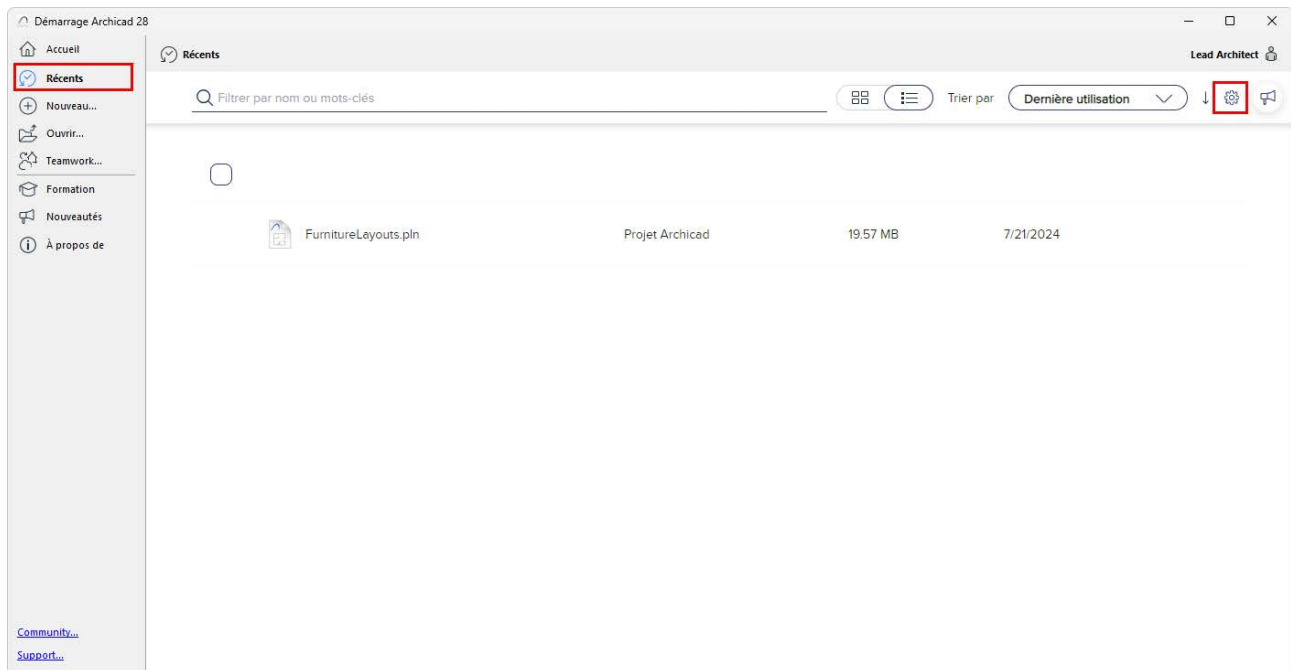 Démarrage Archicad 28
Accueil
Récents
Nouveau...
Ouvrir...
Teamwork...
Formation
Nouveautés
À propos de
Community...
Support...
Récents
Lead Architect
Filtrer par nom ou mots-clés
Trier par
Dernière utilisation
FurnitureLayouts.pln Projet Archicad 19.57 MB 7/21/2024